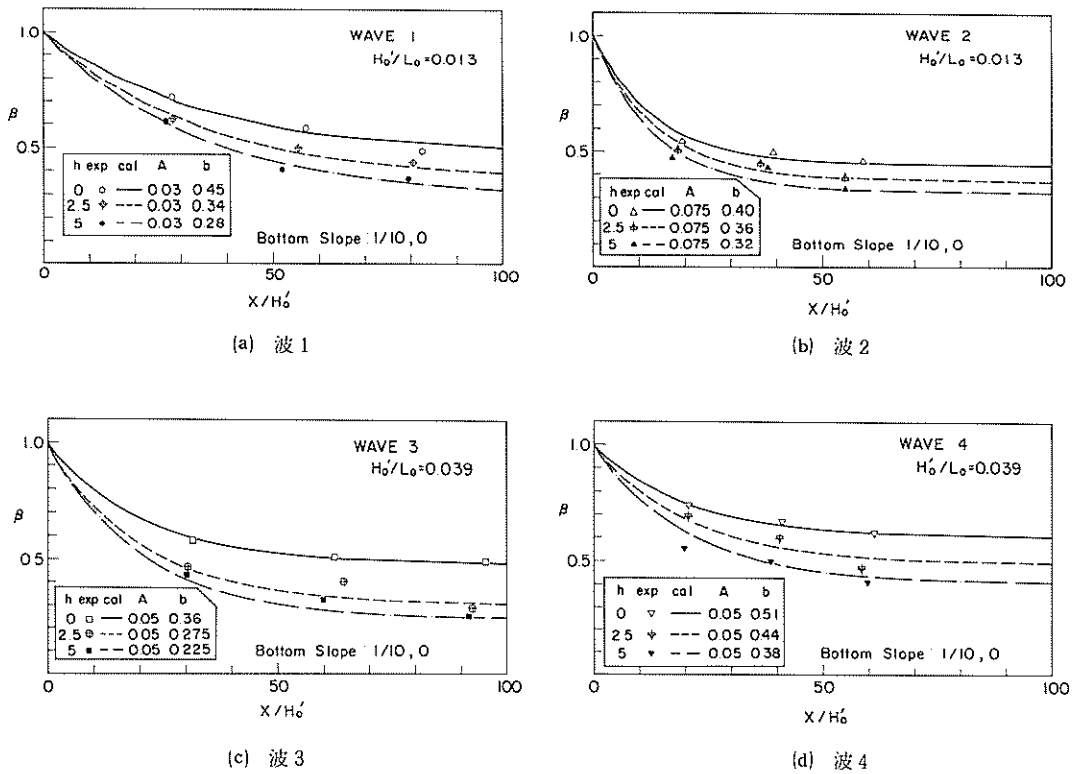 WAVE 1
H₀'/L₀=0.013
1.0
β
0.5
h exp cal A b
0 0.03 0.45
2.5 0.03 0.34
5 0.03 0.28
Bottom Slope 1/10, 0
0 50 100
X/H₀'
(a) 波1
WAVE 2
H₀'/L₀=0.013
1.0
β
0.5
h exp cal A b
0 0.075 0.40
2.5 0.075 0.36
5 0.075 0.32
Bottom Slope 1/10, 0
0 50 100
X/H₀'
(b) 波2
WAVE 3
H₀'/L₀=0.039
1.0
β
0.5
h exp cal A b
0 0.05 0.36
2.5 0.05 0.275
5 0.05 0.225
Bottom Slope 1/10, 0
0 50 100
X/H₀'
(c) 波3
WAVE 4
H₀'/L₀=0.039
1.0
β
0.5
h exp cal A b
0 0.05 0.51
2.5 0.05 0.44
5 0.05 0.38
Bottom Slope 1/10, 0
0 50 100
X/H₀'
(d) 波4